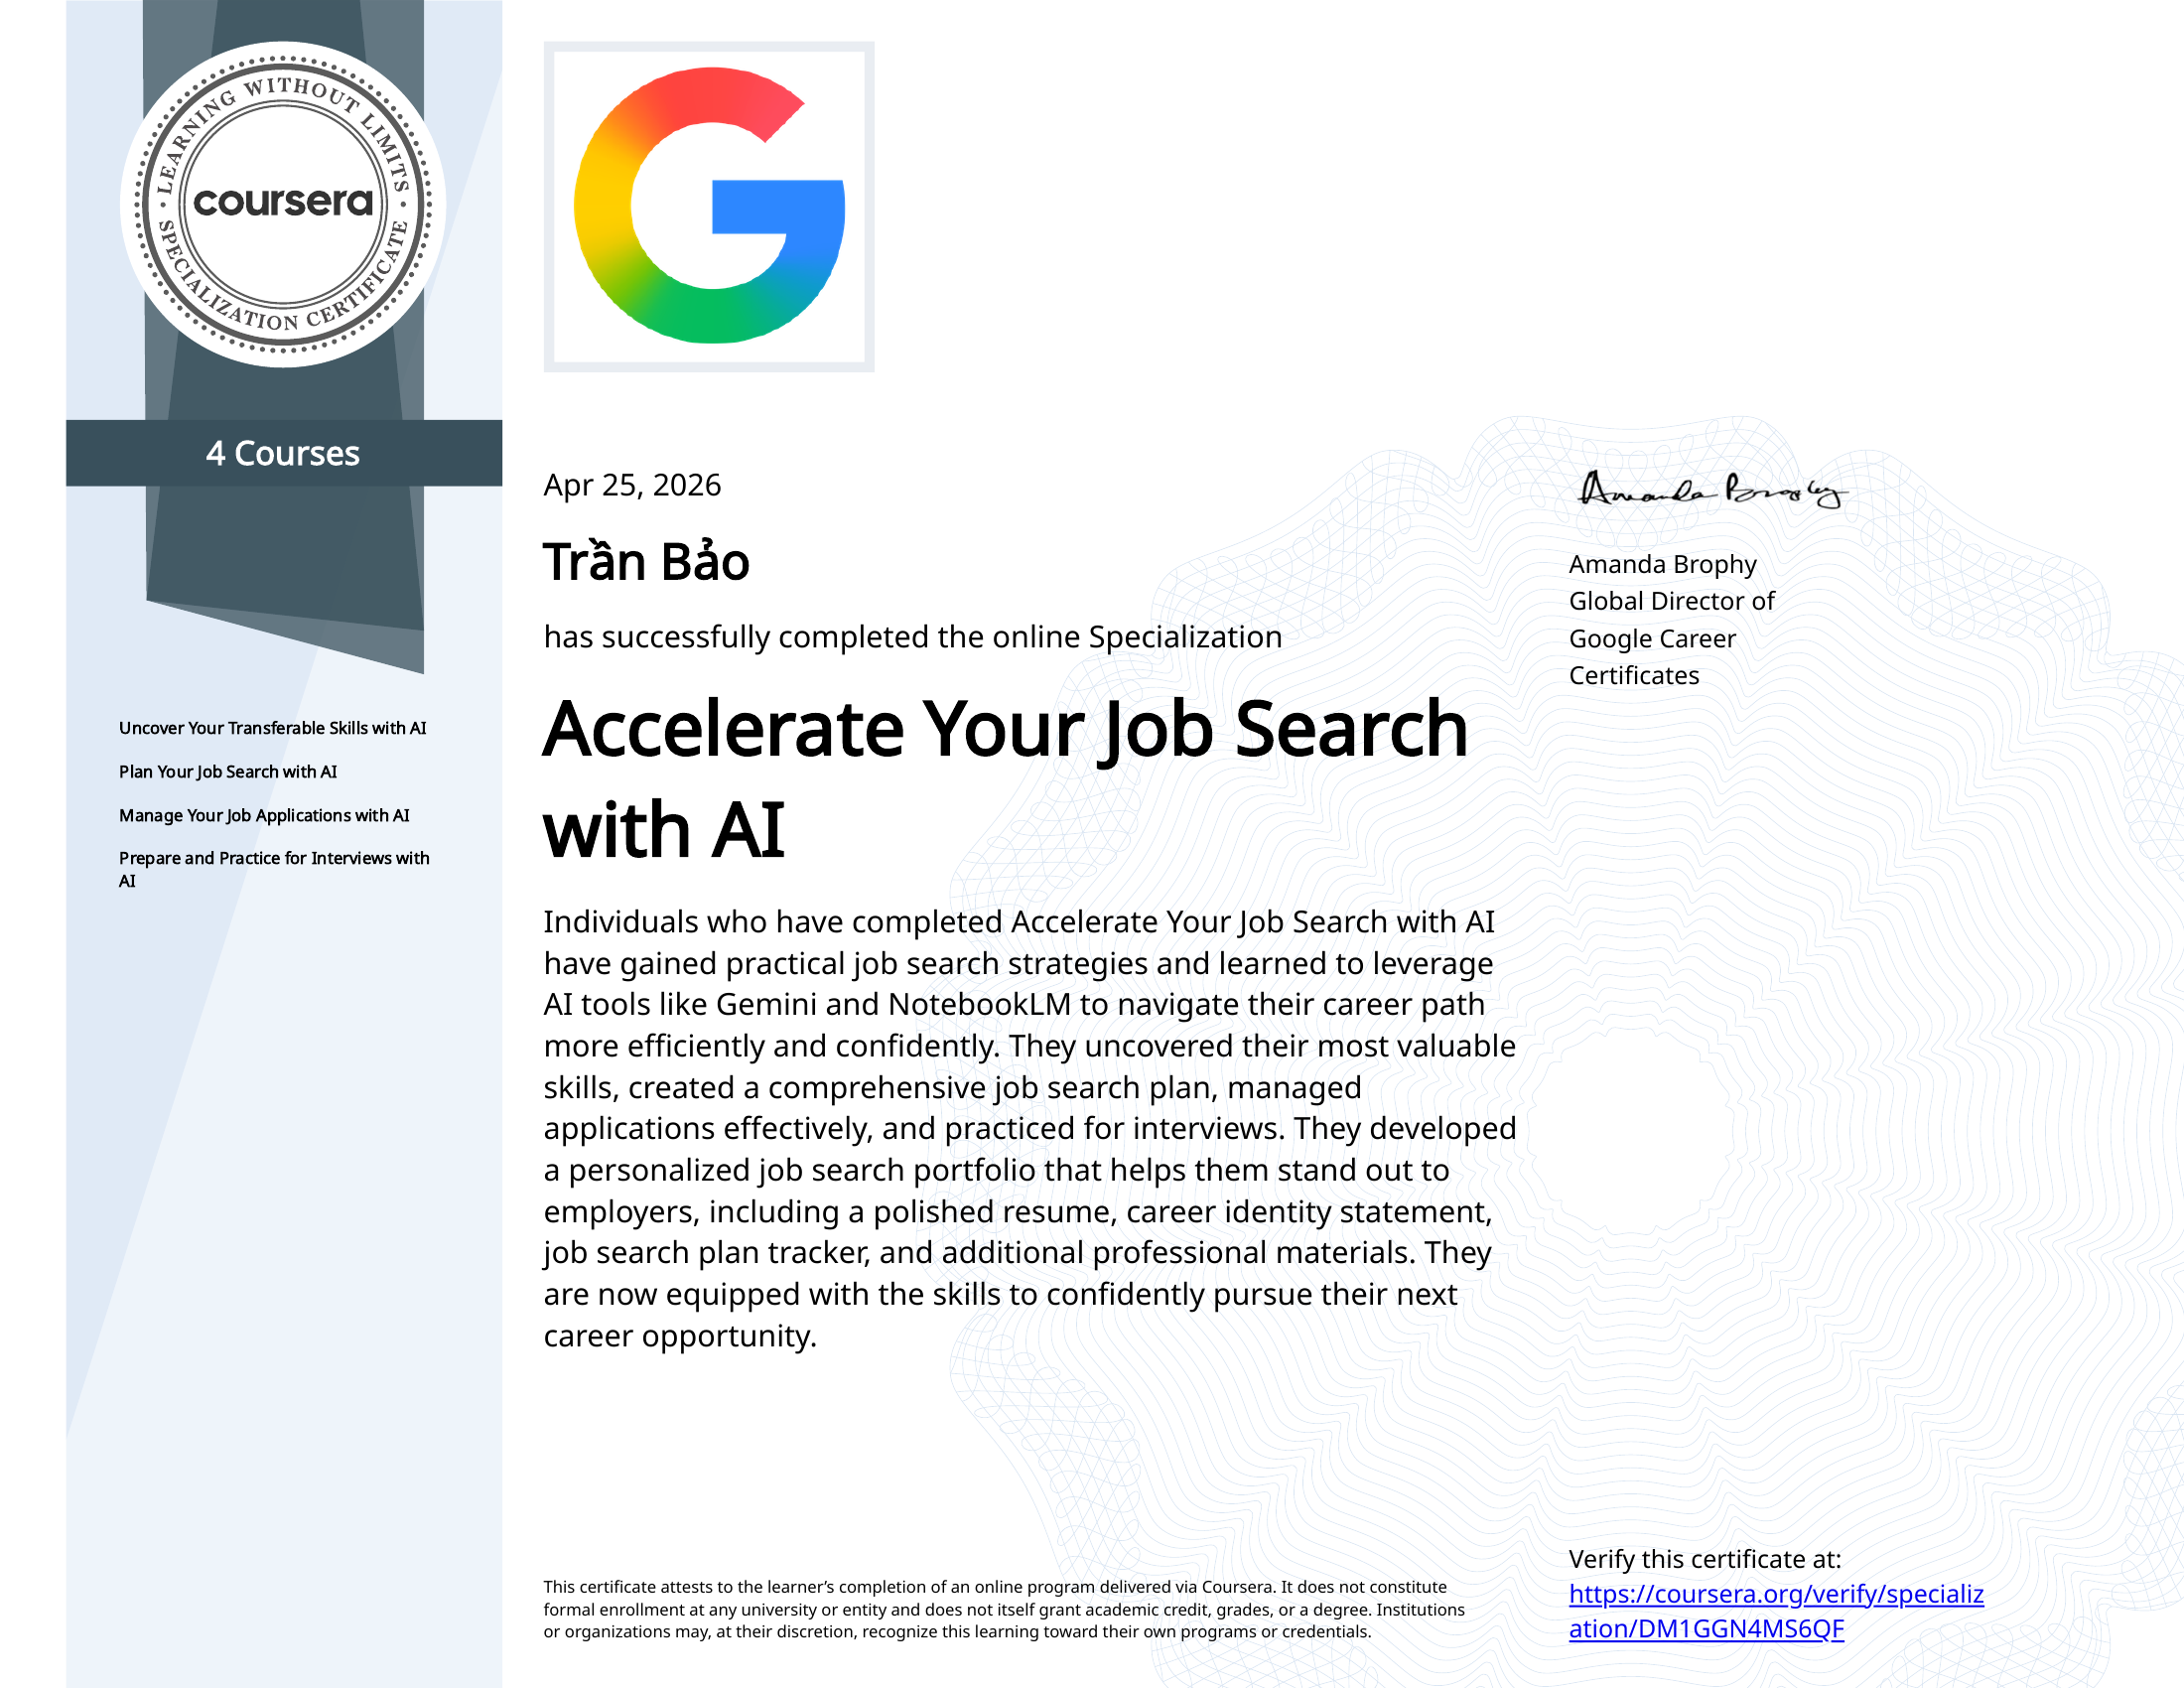 LEARNING WITHOUT LIMITS
coursera
SPECIALIZATION CERTIFICATE
4 Courses
Uncover Your Transferable Skills with AI
Plan Your Job Search with AI
Manage Your Job Applications with AI
Prepare and Practice for Interviews with
AI
Apr 25, 2026
Trần Bảo
has successfully completed the online Specialization
Accelerate Your Job Search
with AI
Individuals who have completed Accelerate Your Job Search with AI
have gained practical job search strategies and learned to leverage
AI tools like Gemini and NotebookLM to navigate their career path
more efficiently and confidently. They uncovered their most valuable
skills, created a comprehensive job search plan, managed
applications effectively, and practiced for interviews. They developed
a personalized job search portfolio that helps them stand out to
employers, including a polished resume, career identity statement,
job search plan tracker, and additional professional materials. They
are now equipped with the skills to confidently pursue their next
career opportunity.
Amanda Brophy
Amanda Brophy
Global Director of
Google Career
Certificates
This certificate attests to the learner’s completion of an online program delivered via Coursera. It does not constitute
formal enrollment at any university or entity and does not itself grant academic credit, grades, or a degree. Institutions
or organizations may, at their discretion, recognize this learning toward their own programs or credentials.
Verify this certificate at:
https://coursera.org/verify/specializ
ation/DM1GGN4MS6QF